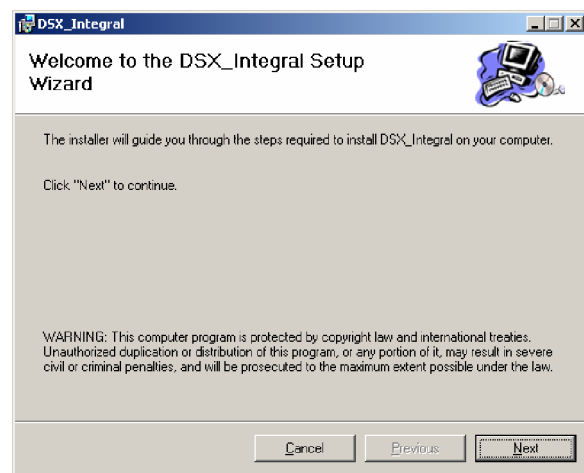 DSX_Integral
Welcome to the DSX_Integral Setup
Wizard
The installer will guide you through the steps required to install DSX_Integral on your computer.
Click "Next" to continue.
WARNING: This computer program is protected by copyright law and international treaties.
Unauthorized duplication or distribution of this program, or any portion of it, may result in severe
civil or criminal penalties, and will be prosecuted to the maximum extent possible under the law.
Cancel
Previous
Next